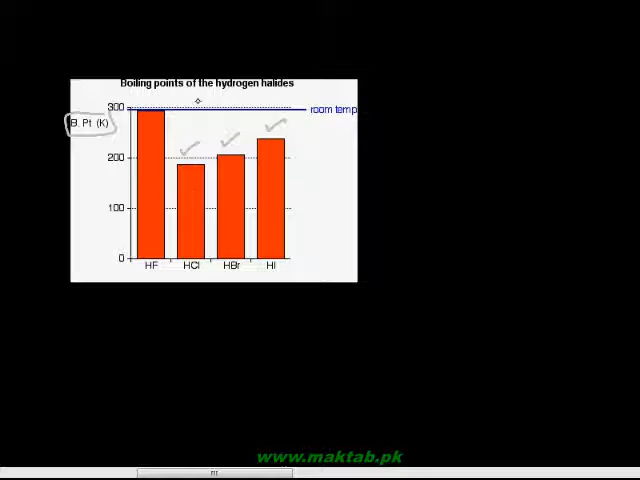 Boiling points of the hydrogen halides
300
room temp
B. Pt (K)
200
100
0
HF HCl HBr HI
www.maktab.pk